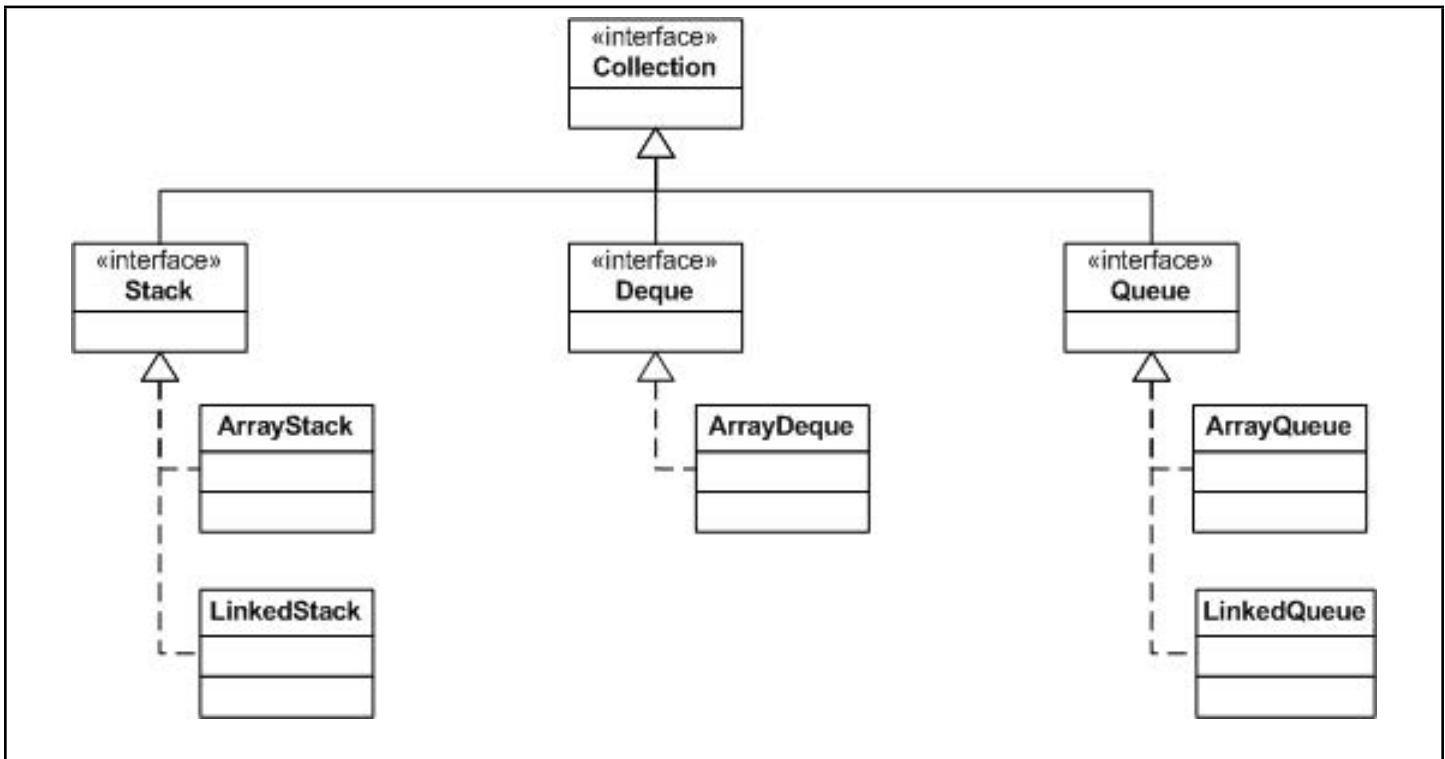 «interface»
Collection
«interface»
Stack
«interface»
Deque
«interface»
Queue
ArrayStack
ArrayDeque
ArrayQueue
LinkedStack
LinkedQueue